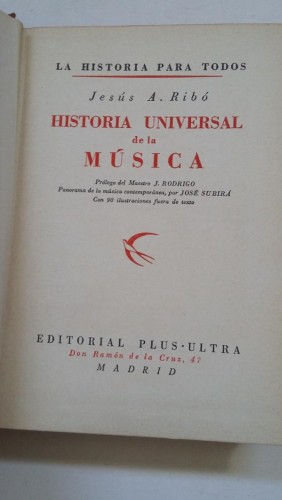 LA HISTORIA PARA TODOS
Jesús A. Ribó
HISTORIA UNIVERSAL
de la
MÚSICA
Prólogo del Maestro J. RODRIGO
Panorama de la música contemporánea, por JOSÉ SUBIRÁ
Con 90 ilustraciones fuera de texto
EDITORIAL PLUS-ULTRA
Don Ramón de la Cruz, 47
MADRID